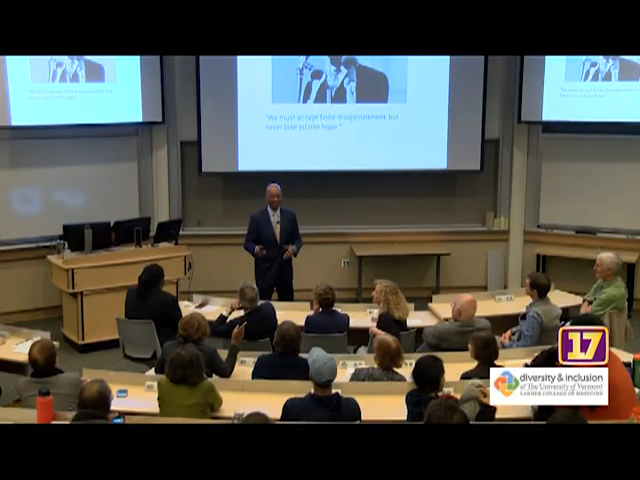 "We must accept finite disappointment, but
never lose infinite hope."
17
diversity & inclusion
at The University of Vermont
LARNER COLLEGE OF MEDICINE